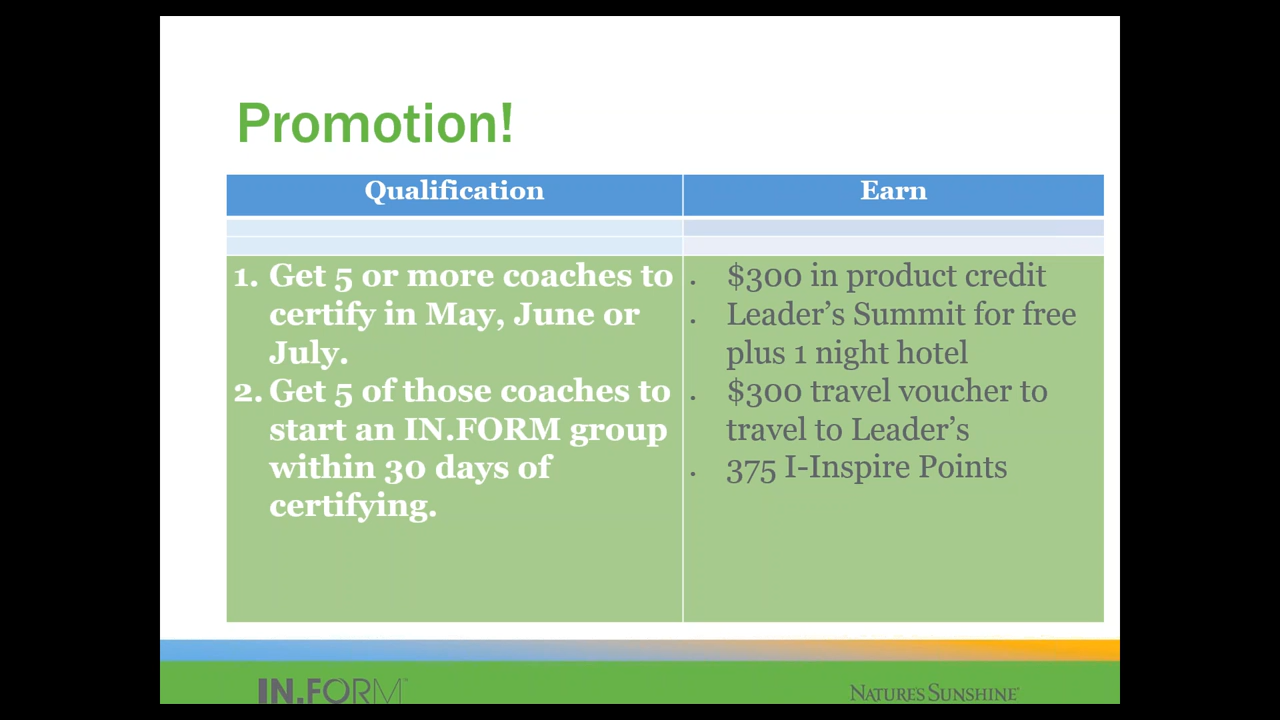 Promotion!
Qualification
Earn
1. Get 5 or more coaches to
certify in May, June or
July.
2. Get 5 of those coaches to
start an IN.FORM group
within 30 days of
certifying.
. $300 in product credit
. Leader's Summit for free
plus 1 night hotel
. $300 travel voucher to
travel to Leader's
. 375 I-Inspire Points
IN.FORM
NATURE'S SUNSHINE